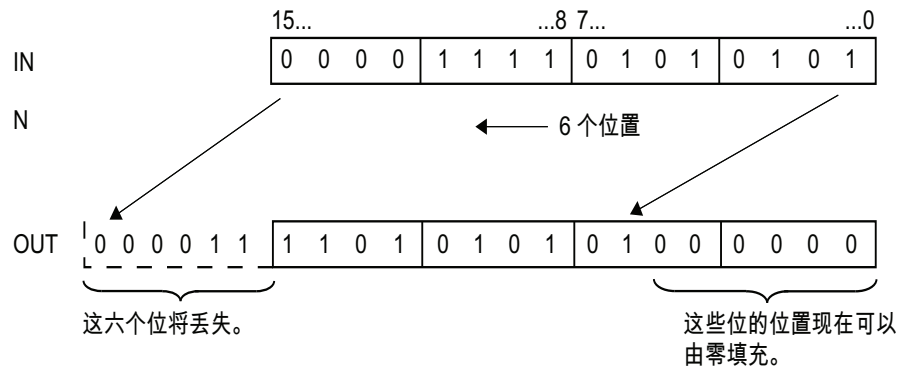 15... ...8 7... ...0
IN 0 0 0 0 1 1 1 1 0 1 0 1 0 1 0 1
N 6 个位置
OUT 0 0 0 0 1 1 1 1 0 1 0 1 0 1 0 1 0 0 0 0 0 0
这六个位将丢失。
这些位的位置现在可以
由零填充。